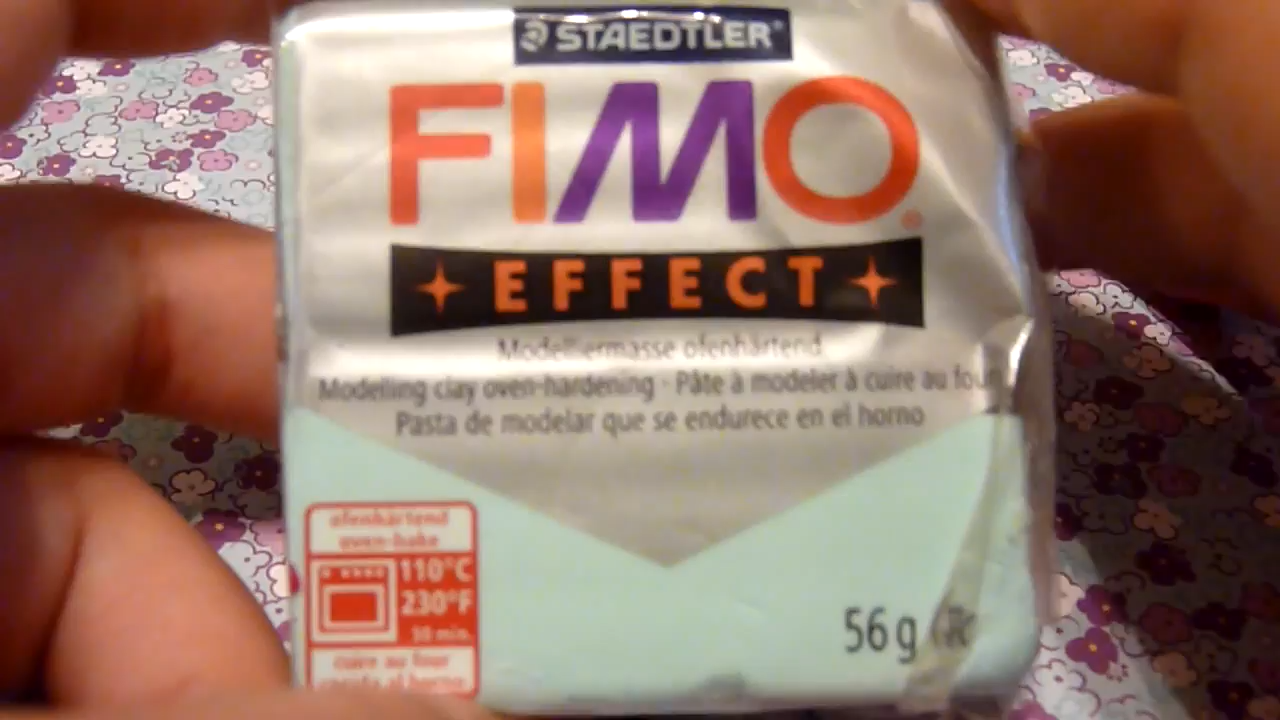 STAEDTLER®
FIMO®
EFFECT
Modelliermasse ofenhärtend
Modelling clay oven-hardening · Pâte à modeler à cuire au four
Pasta de modelar que se endurece en el horno
ofenhärtend
oven-bake
110°C
230°F
30 min.
cuire au four
56 g